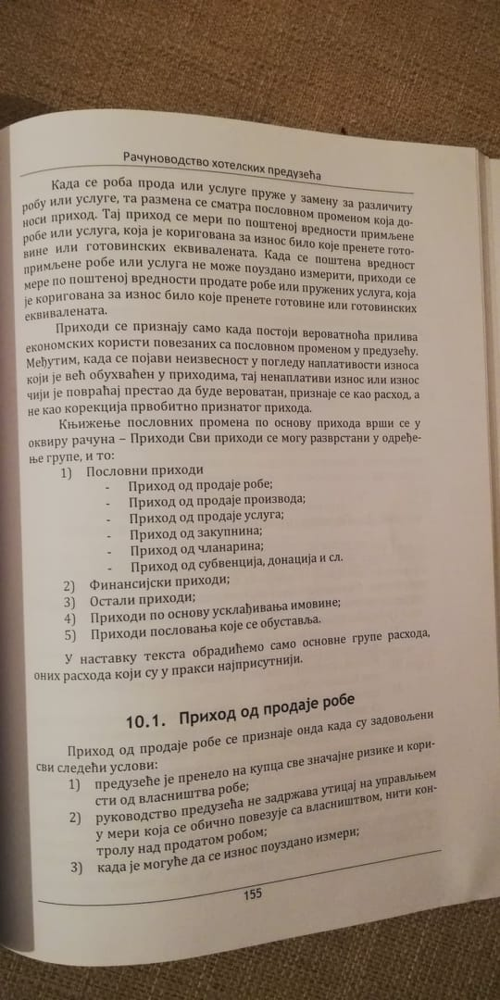 Рачуноводство хотелских предузећа
Када се роба прода или услуге пруже у замену за различиту
робу или услуге, та размена се сматра пословном променом која до-
носи приход. Тај приход се мери по поштеној вредности примљене
робе или услуга, која је коригована за износ било које пренете гото-
вине или готовинских еквивалената. Када се поштена вредност
примљене робе или услуга не може поуздано измерити, приходи се
мере по поштеној вредности продате робе или пружених услуга, која
је коригована за износ било које пренете готовине или готовинских
еквивалената.
Приходи се признају само када постоји вероватноћа прилива
економских користи повезаних са пословном променом у предузећу.
Међутим, када се појави неизвесност у погледу наплативости износа
који је већ обухваћен у приходима, тај ненаплативи износ или износ
чији је повраћај престао да буде вероватан, признаје се као расход, а
не као корекција првобитно признатог прихода.
Књижење пословних промена по основу прихода врши се у
оквиру рачуна – Приходи Сви приходи се могу разврстани у одређе-
ње групе, и то:
1) Пословни приходи
- Приход од продаје робе;
- Приход од продаје производа;
- Приход од продаје услуга;
- Приход од закупнина;
- Приход од чланарина;
- Приход од субвенција, донација и сл.
2) Финансијски приходи;
3) Остали приходи;
4) Приходи по основу усклађивања имовине;
5) Приходи пословања које се обуставља.
У наставку текста обрадићемо само основне групе расхода,
оних расхода који су у пракси најприсутнији.
10.1. Приход од продаје робе
Приход од продаје робе се признаје онда када су задовољени
сви следећи услови:
1) предузеће је пренело на купца све значајне ризике и кори-
сти од власништва робе;
2) руководство предузећа не задржава утицај на управљњем
у мери која се обично повезује са власништвом, нити кон-
тролу над продатом робом;
3) када је могуће да се износ поуздано измери;
155